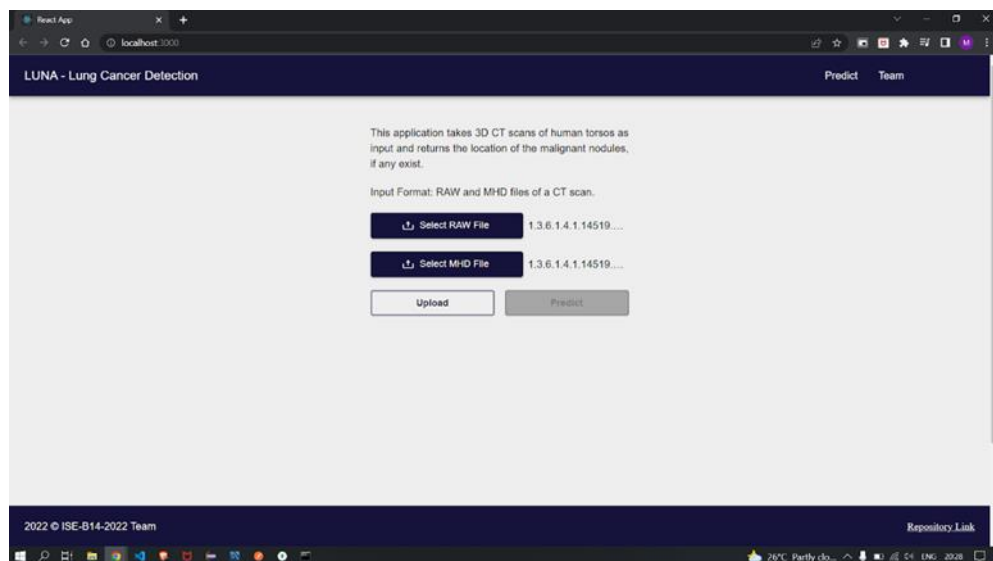 React App
localhost:3000
LUNA - Lung Cancer Detection
Predict Team
This application takes 3D CT scans of human torsos as
input and returns the location of the malignant nodules,
if any exist.
Input Format: RAW and MHD files of a CT scan.
Select RAW File 1.3.6.1.4.1.14519....
Select MHD File 1.3.6.1.4.1.14519....
Upload Predict
2022 © ISE-B14-2022 Team
Repository Link
26°C Partly clo... ENG 2028